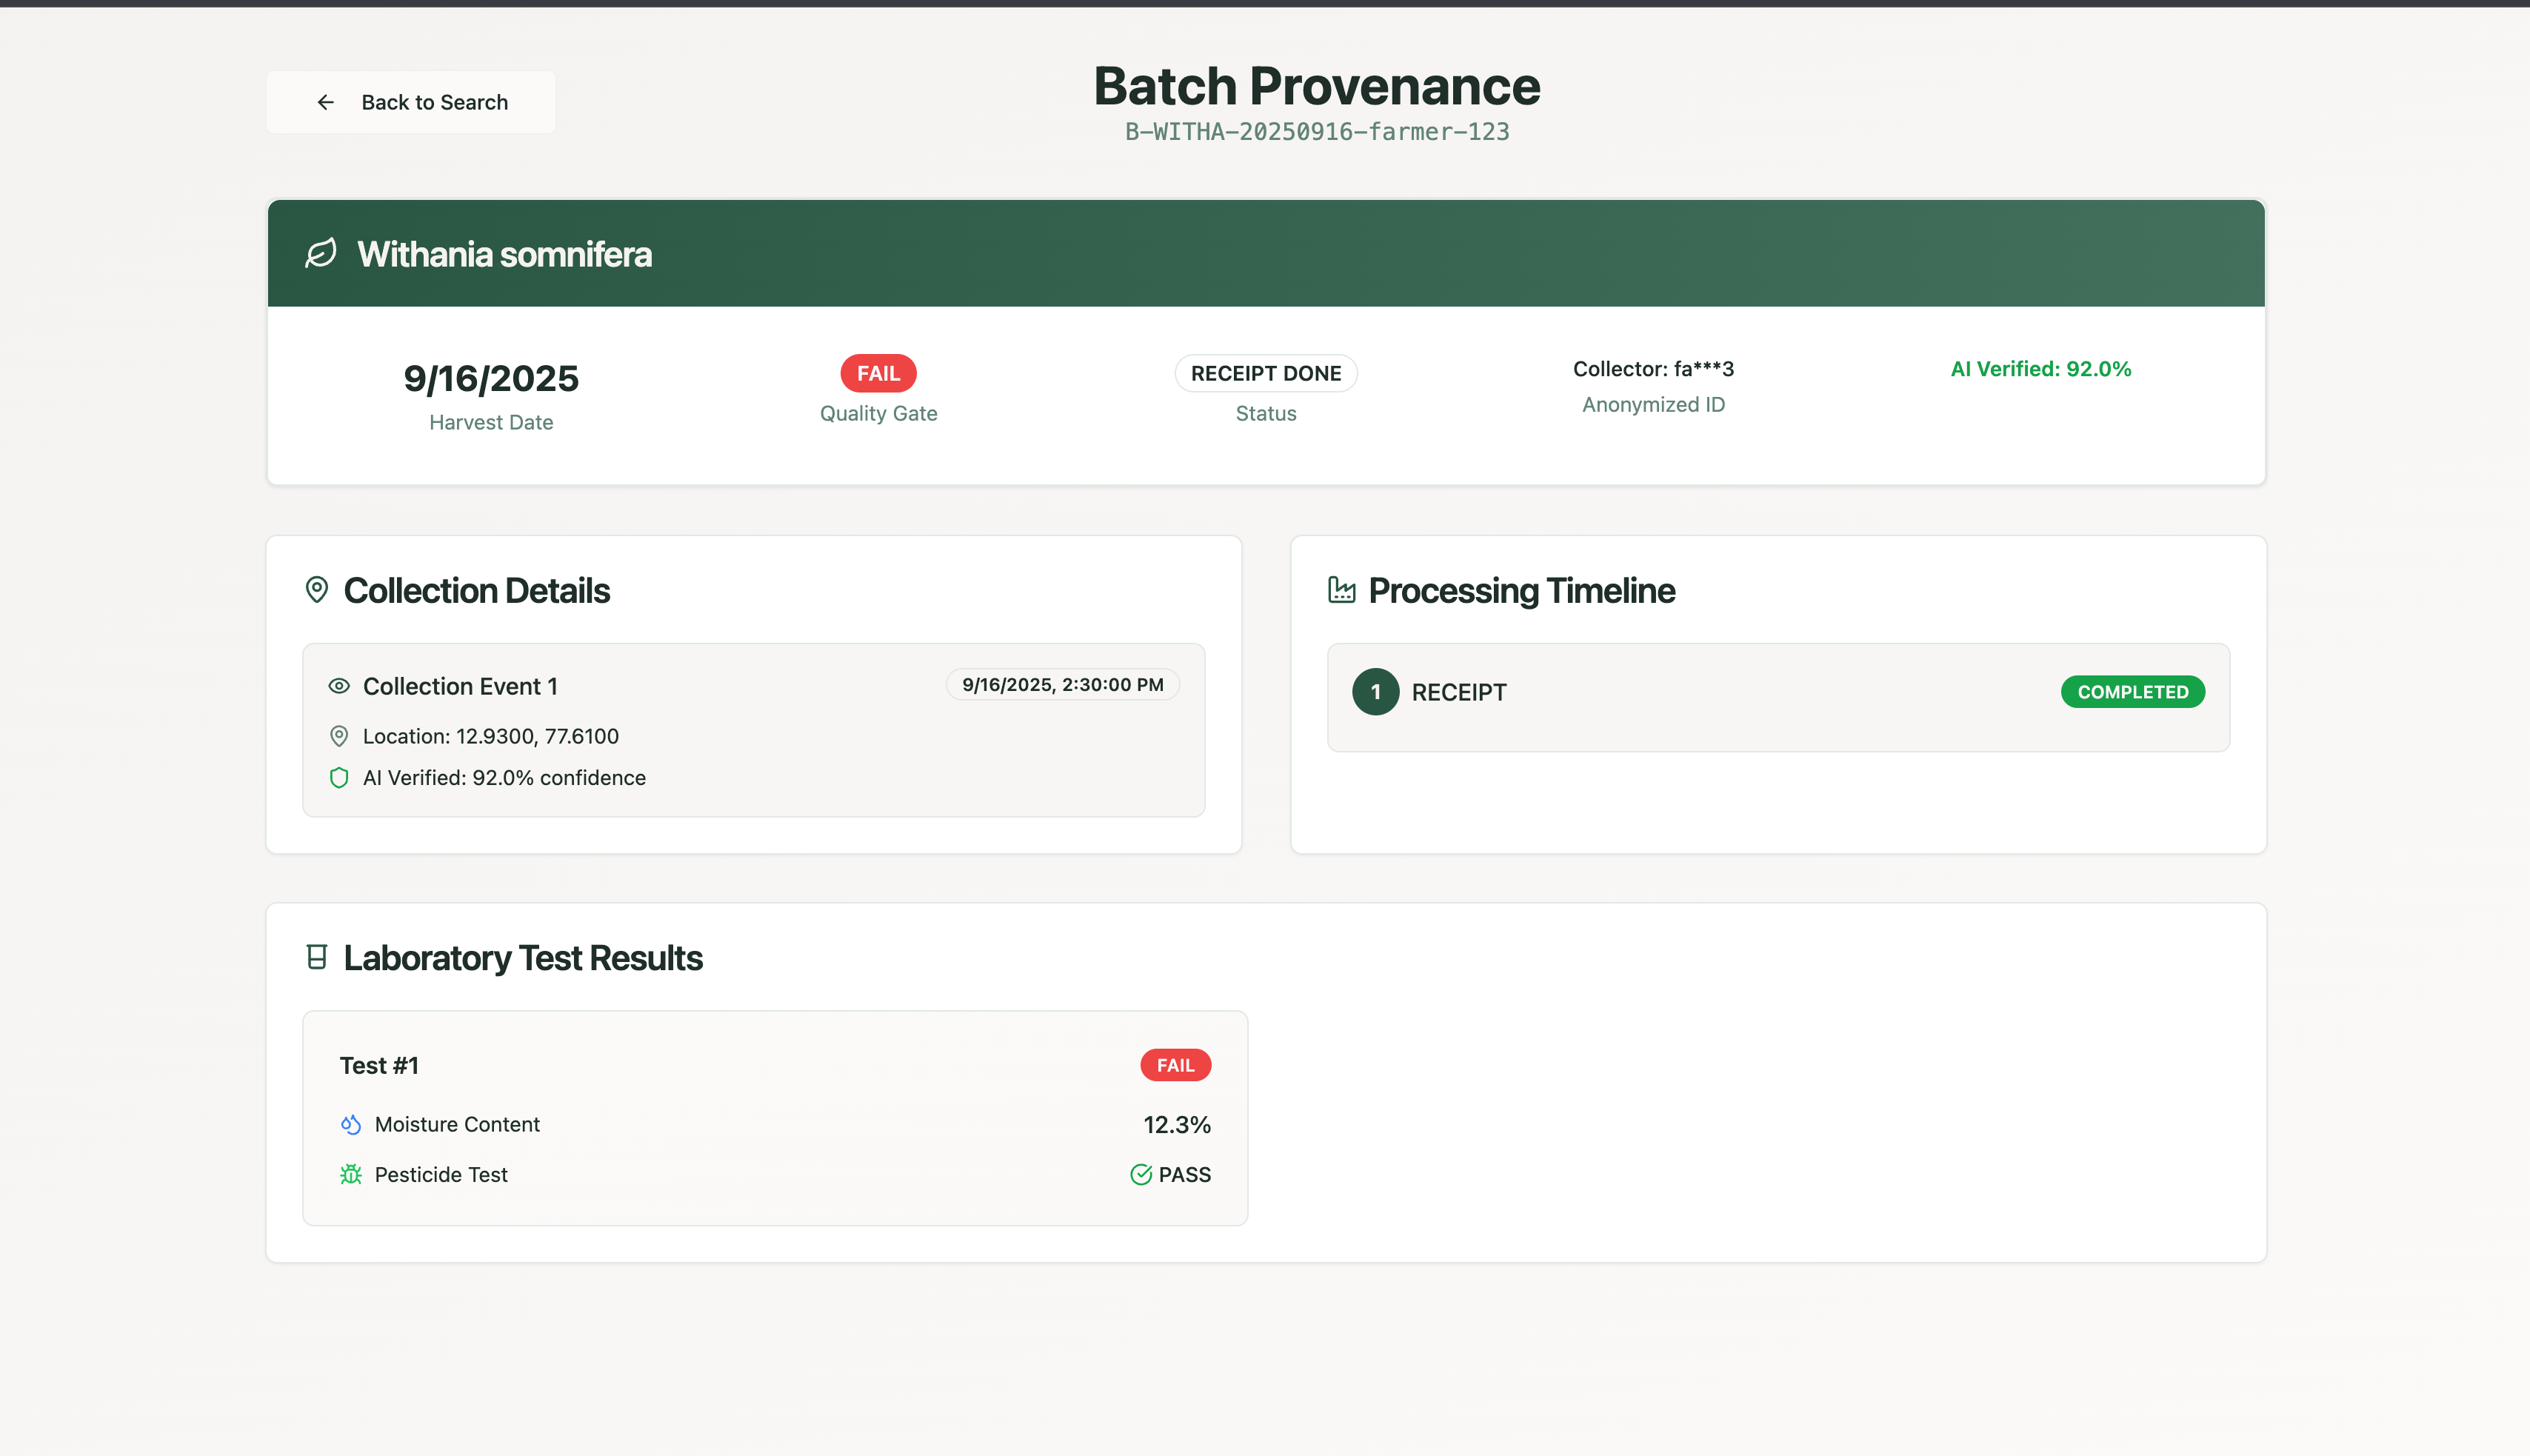 Back to Search
Batch Provenance
B-WITHA-20250916-farmer-123
Withania somnifera
9/16/2025
Harvest Date
FAIL
Quality Gate
RECEIPT DONE
Status
Collector: fa***3
Anonymized ID
AI Verified: 92.0%
Collection Details
Collection Event 1
9/16/2025, 2:30:00 PM
Location: 12.9300, 77.6100
AI Verified: 92.0% confidence
Processing Timeline
1 RECEIPT
COMPLETED
Laboratory Test Results
Test #1
FAIL
Moisture Content
12.3%
Pesticide Test
PASS